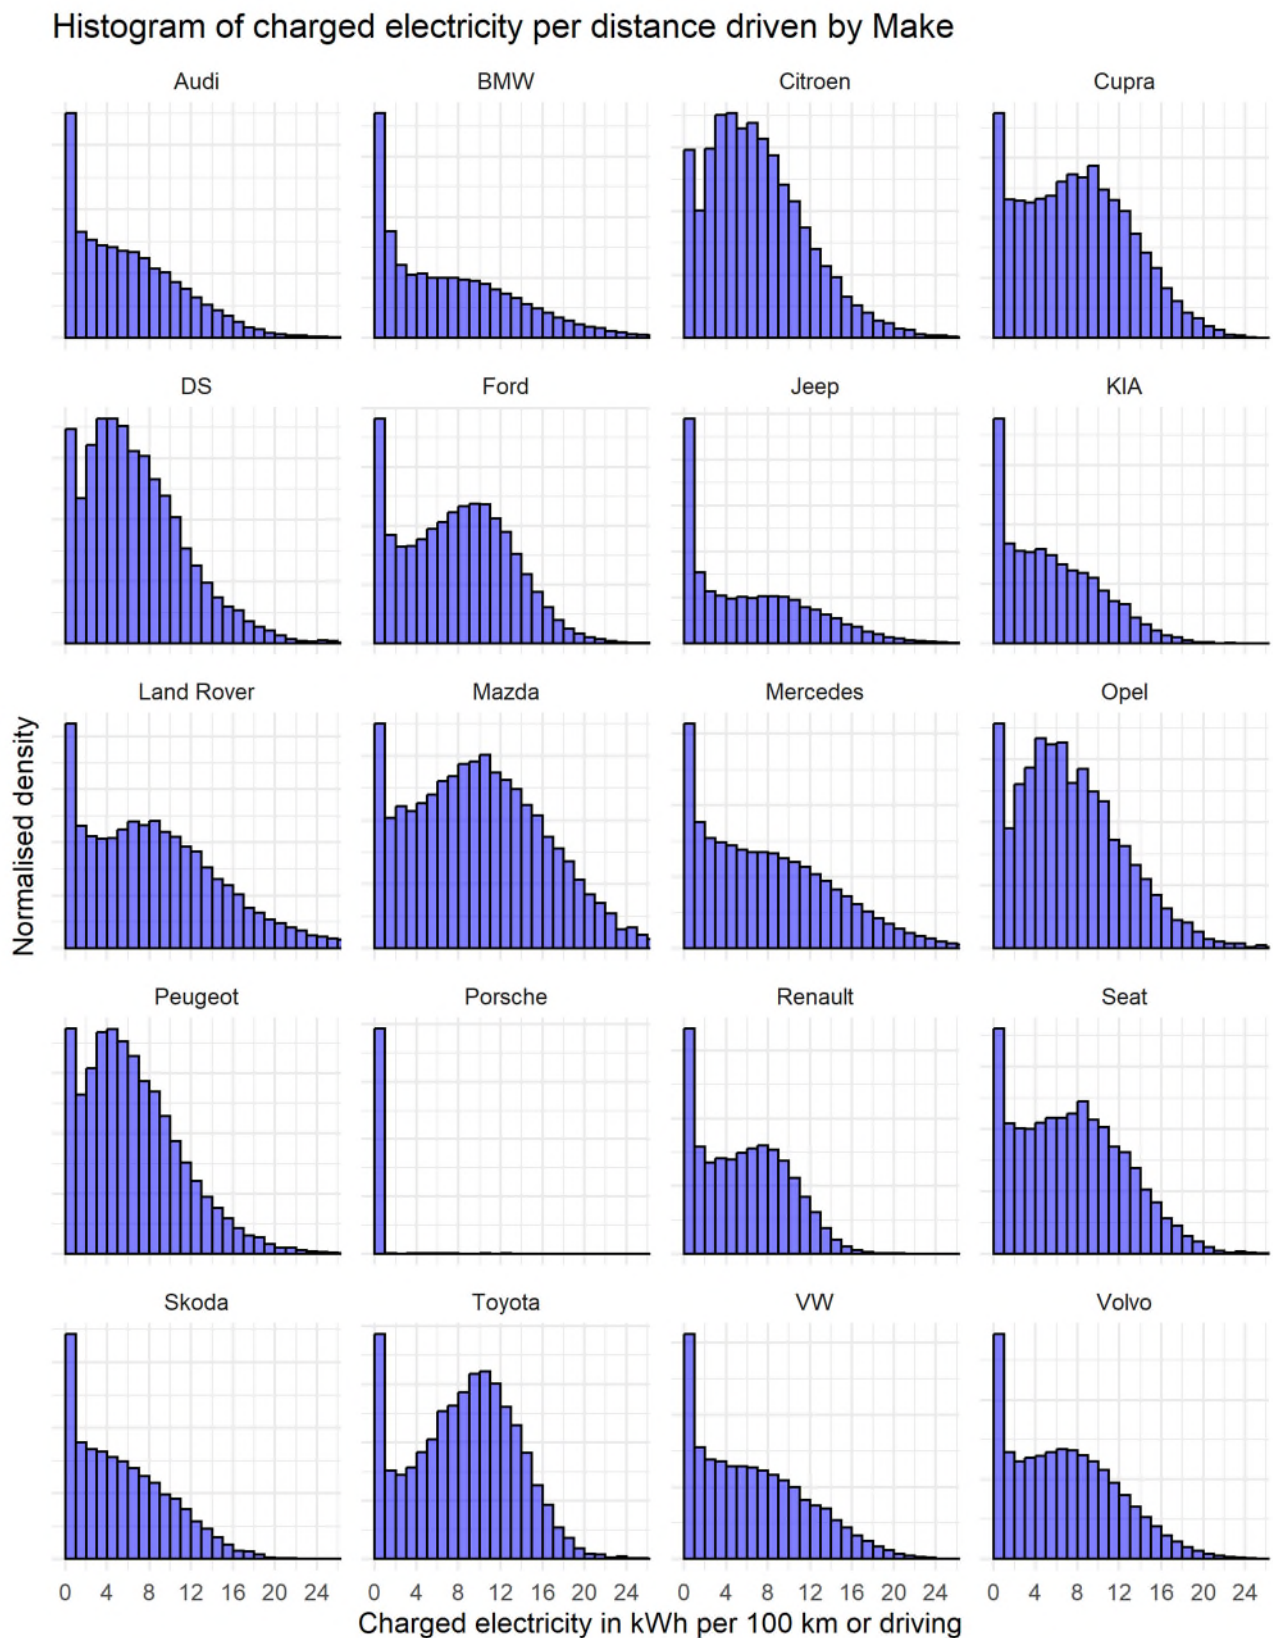 Histogram of charged electricity per distance driven by Make
Audi BMW Citroen Cupra
DS Ford Jeep KIA
Land Rover Mazda Mercedes Opel
Normalised density
Peugeot Porsche Renault Seat
Skoda Toyota VW Volvo
0 4 8 12 16 20 24 0 4 8 12 16 20 24 0 4 8 12 16 20 24 0 4 8 12 16 20 24
Charged electricity in kWh per 100 km or driving